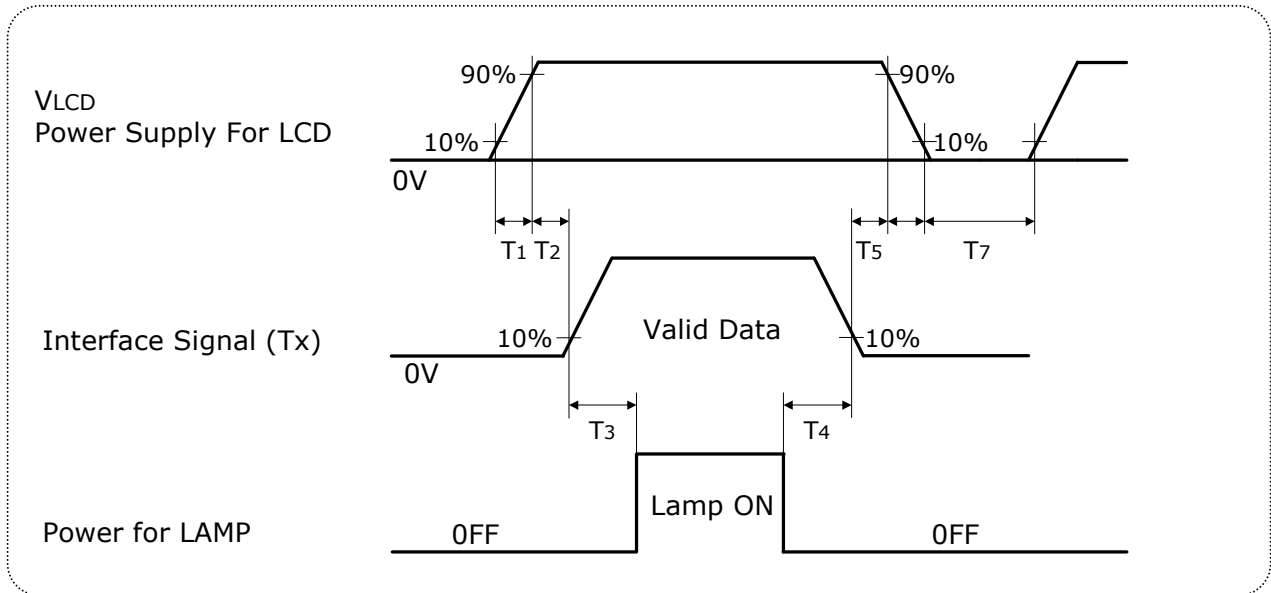 90%
90%
VLCD
Power Supply For LCD
10%
10%
0V
T1 T2
T5
T7
Interface Signal (Tx)
10%
Valid Data
10%
0V
T3
T4
Power for LAMP
0FF
Lamp ON
0FF